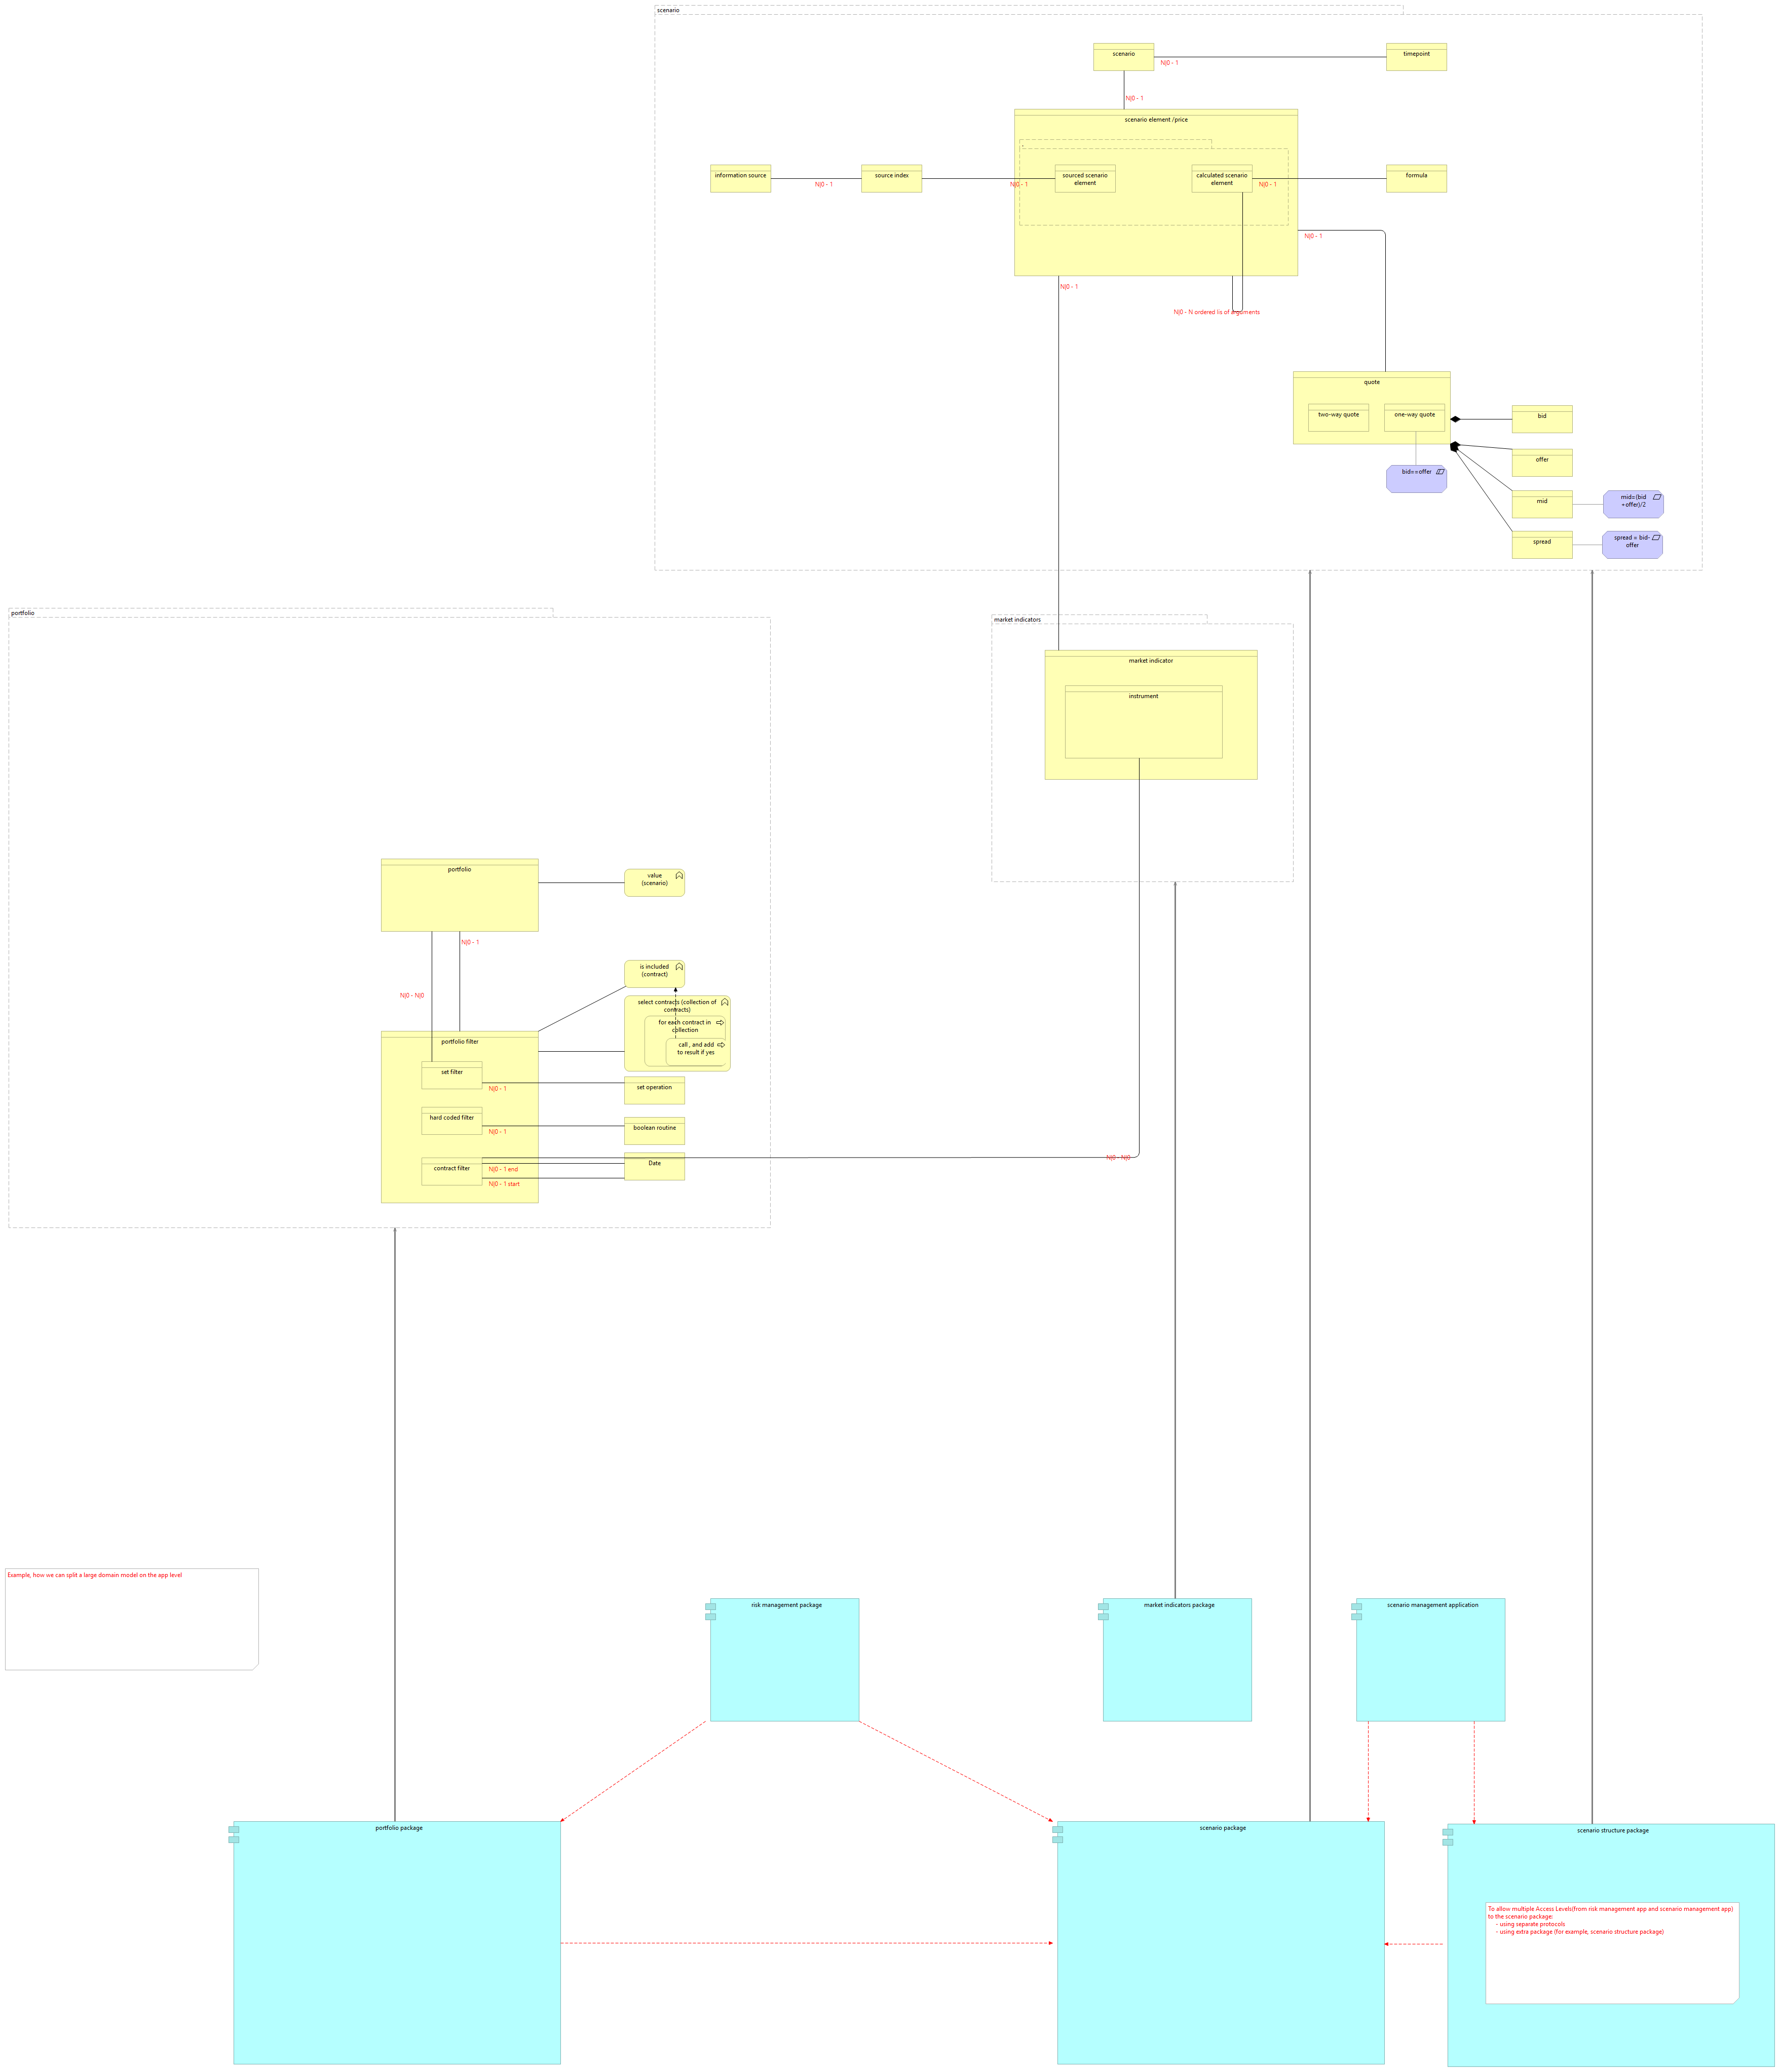 scenario
scenario
timepoint
N|0 - 1
N|0 - 1
scenario element /price
information source
N|0 - 1
source index
N|0 - 1
sourced scenario
element
calculated scenario
element
N|0 - 1
formula
N|0 - 1
N|0 - 1
N|0 - N ordered lis of arguments
quote
two-way quote
one-way quote
bid
offer
bid==offer
mid
mid=(bid
+offer)/2
spread
spread = bid-
offer
portfolio
market indicators
market indicator
instrument
portfolio
value
(scenario)
N|0 - 1
N|0 - N|0
is included
(contract)
select contracts (collection of
contracts)
for each contract in
collection
call , and add
to result if yes
portfolio filter
set filter
N|0 - 1
set operation
hard coded filter
N|0 - 1
boolean routine
contract filter
N|0 - 1 end
N|0 - 1 start
Date
N|0 - N|0
Example, how we can split a large domain model on the app level
risk management package
market indicators package
scenario management application
portfolio package
scenario package
scenario structure package
To allow multiple Access Levels(from risk management app and scenario management app)
to the scenario package:
- using separate protocols
- using extra package (for example, scenario structure package)